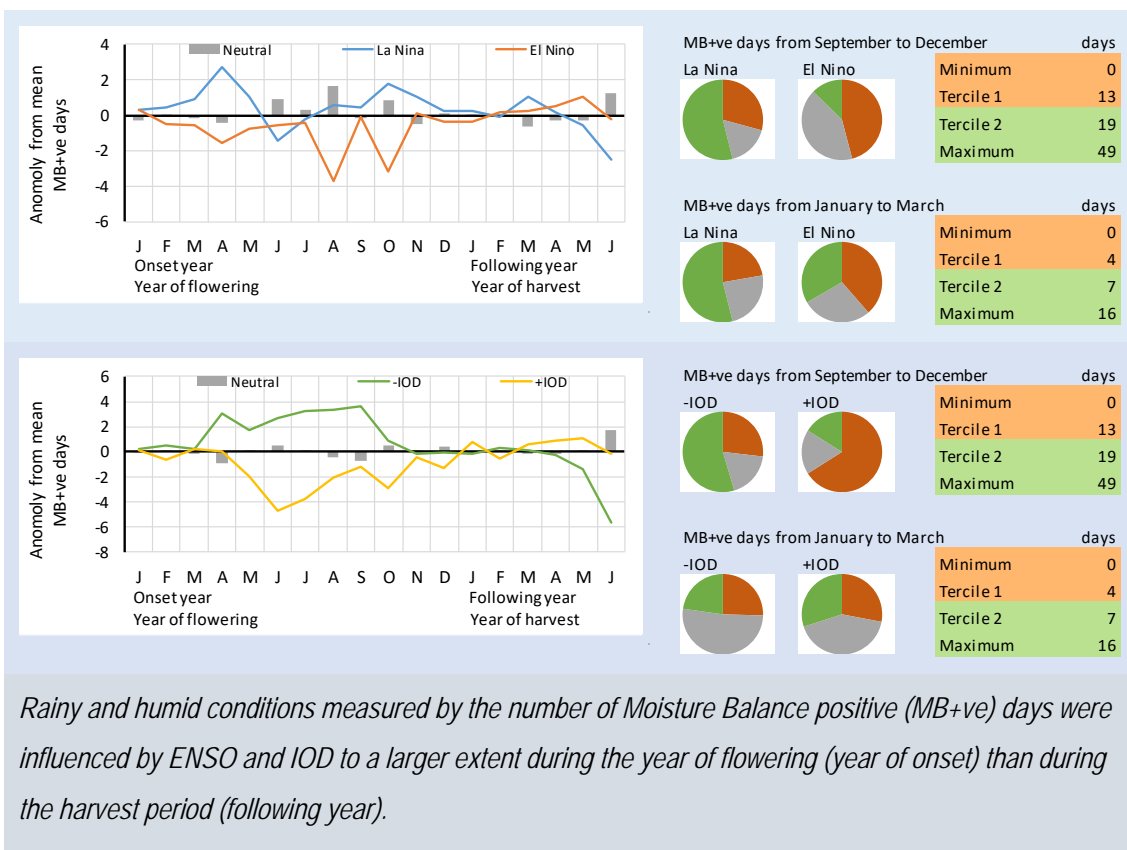 4
2
0
-2
-4
-6
Anomoly from mean
MB+ve days
Neutral La Nina El Nino
J F M A M J J A S O N D J F M A M J
Onset year Following year
Year of flowering Year of harvest
MB+ve days from September to December days
La Nina El Nino
Minimum 0
Tercile 1 13
Tercile 2 19
Maximum 49
MB+ve days from January to March days
La Nina El Nino
Minimum 0
Tercile 1 4
Tercile 2 7
Maximum 16
6
4
2
0
-2
-4
-6
-8
Anomoly from mean
MB+ve days
Neutral -IOD +IOD
J F M A M J J A S O N D J F M A M J
Onset year Following year
Year of flowering Year of harvest
MB+ve days from September to December days
-IOD +IOD
Minimum 0
Tercile 1 13
Tercile 2 19
Maximum 49
MB+ve days from January to March days
-IOD +IOD
Minimum 0
Tercile 1 4
Tercile 2 7
Maximum 16
Rainy and humid conditions measured by the number of Moisture Balance positive (MB+ve) days were
influenced by ENSO and IOD to a larger extent during the year of flowering (year of onset) than during
the harvest period (following year).